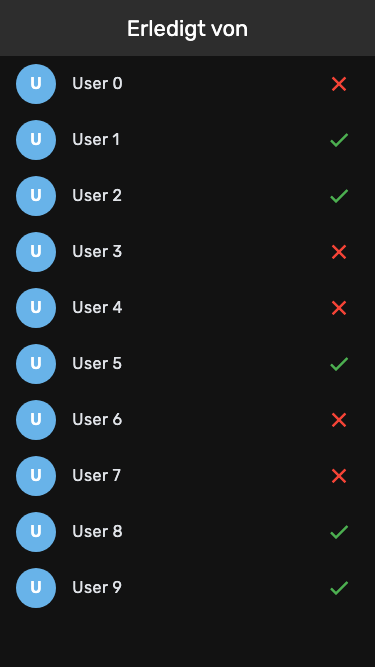 Erledigt von
U User 0
U User 1
U User 2
U User 3
U User 4
U User 5
U User 6
U User 7
U User 8
U User 9